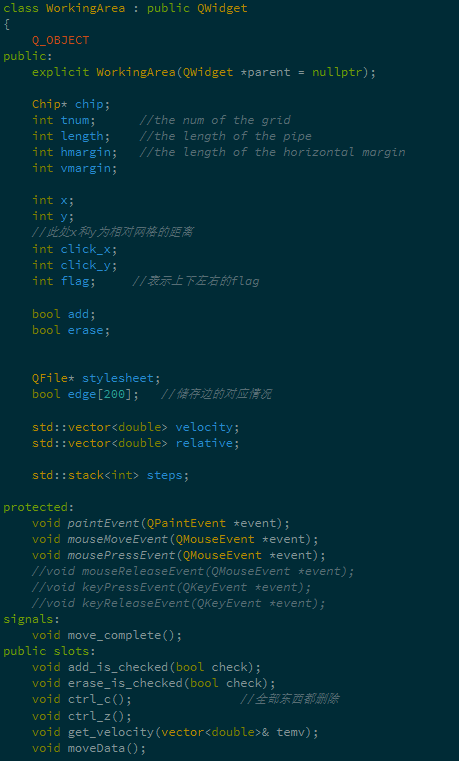 class WorkingArea : public QWidget
{
    Q_OBJECT
public:
    explicit WorkingArea(QWidget *parent = nullptr);
    Chip* chip;
    int tnum;      //the num of the grid
    int length;    //the length of the pipe
    int hmargin;   //the length of the horizontal margin
    int vmargin;
    int x;
    int y;
    //此处x和y为相对网格的距离
    int click_x;
    int click_y;
    int flag;     //表示上下左右的flag
    bool add;
    bool erase;
    QFile* stylesheet;
    bool edge[200];   //储存边的对应情况
    std::vector<double> velocity;
    std::vector<double> relative;
    std::stack<int> steps;
protected:
    void paintEvent(QPaintEvent *event);
    void mouseMoveEvent(QMouseEvent *event);
    void mousePressEvent(QMouseEvent *event);
    //void mouseReleaseEvent(QMouseEvent *event);
    //void keyPressEvent(QKeyEvent *event);
    //void keyReleaseEvent(QKeyEvent *event);
signals:
    void move_complete();
public slots:
    void add_is_checked(bool check);
    void erase_is_checked(bool check);
    void ctrl_c();               //全部东西都删除
    void ctrl_z();
    void get_velocity(vector<double>& temv);
    void moveData();